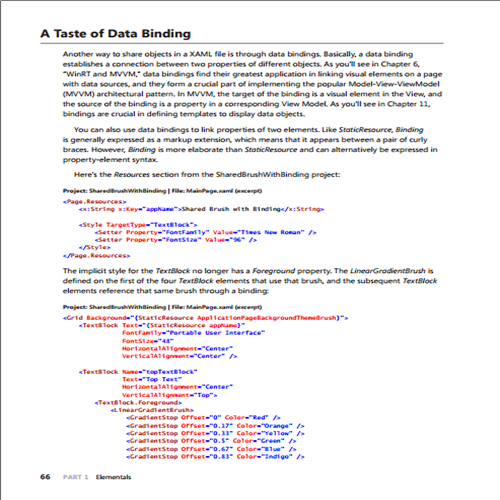 A Taste of Data Binding
Another way to share objects in a XAML file is through data bindings. Basically, a data binding
establishes a connection between two properties of different objects. As you'll see in Chapter 6,
"WinRT and MVVM," data bindings find their greatest application in linking visual elements on a page
with data sources, and they form a crucial part of implementing the popular Model-View-ViewModel
(MVVM) architectural pattern. In MVVM, the target of the binding is a visual element in the View, and
the source of the binding is a property in a corresponding View Model. As you'll see in Chapter 11,
bindings are crucial in defining templates to display data objects.
You can also use data bindings to link properties of two elements. Like StaticResource, Binding
is generally expressed as a markup extension, which means that it appears between a pair of curly
braces. However, Binding is more elaborate than StaticResource and can alternatively be expressed in
property-element syntax.
Here's the Resources section from the SharedBrushWithBinding project:
Project: SharedBrushWithBinding | File: MainPage.xaml (excerpt)
<Page.Resources>
<x:String x:Key="appName">Shared Brush with Binding</x:String>
<Style TargetType="TextBlock">
<Setter Property="FontFamily" Value="Times New Roman" />
<Setter Property="FontSize" Value="96" />
</Style>
</Page.Resources>
The implicit style for the TextBlock no longer has a Foreground property. The LinearGradientBrush is
defined on the first of the four TextBlock elements that use that brush, and the subsequent TextBlock
elements reference that same brush through a binding:
Project: SharedBrushWithBinding | File: MainPage.xaml (excerpt)
<Grid Background="{StaticResource ApplicationPageBackgroundThemeBrush}">
<TextBlock Text="{StaticResource appName}"
FontFamily="Portable User Interface"
FontSize="48"
HorizontalAlignment="Center"
VerticalAlignment="Center" />
<TextBlock Name="topTextBlock"
Text="Top Text"
HorizontalAlignment="Center"
VerticalAlignment="Top">
<TextBlock.Foreground>
<LinearGradientBrush>
<GradientStop Offset="0" Color="Red" />
<GradientStop Offset="0.17" Color="Orange" />
<GradientStop Offset="0.33" Color="Yellow" />
<GradientStop Offset="0.5" Color="Green" />
<GradientStop Offset="0.67" Color="Blue" />
<GradientStop Offset="0.83" Color="Indigo" />
66 PART 1 Elementals